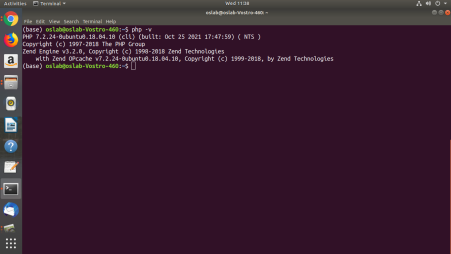 Activities Terminal Wed 11:38
oslab@oslab-Vostro-460: ~
File Edit View Search Terminal Help
(base) oslab@oslab-Vostro-460:~$ php -v
PHP 7.2.24-0ubuntu0.18.04.10 (cli) (built: Oct 25 2021 17:47:59) ( NTS )
Copyright (c) 1997-2018 The PHP Group
Zend Engine v3.2.0, Copyright (c) 1998-2018 Zend Technologies
with Zend OPcache v7.2.24-0ubuntu0.18.04.10, Copyright (c) 1999-2018, by Zend Technologies
(base) oslab@oslab-Vostro-460:~$